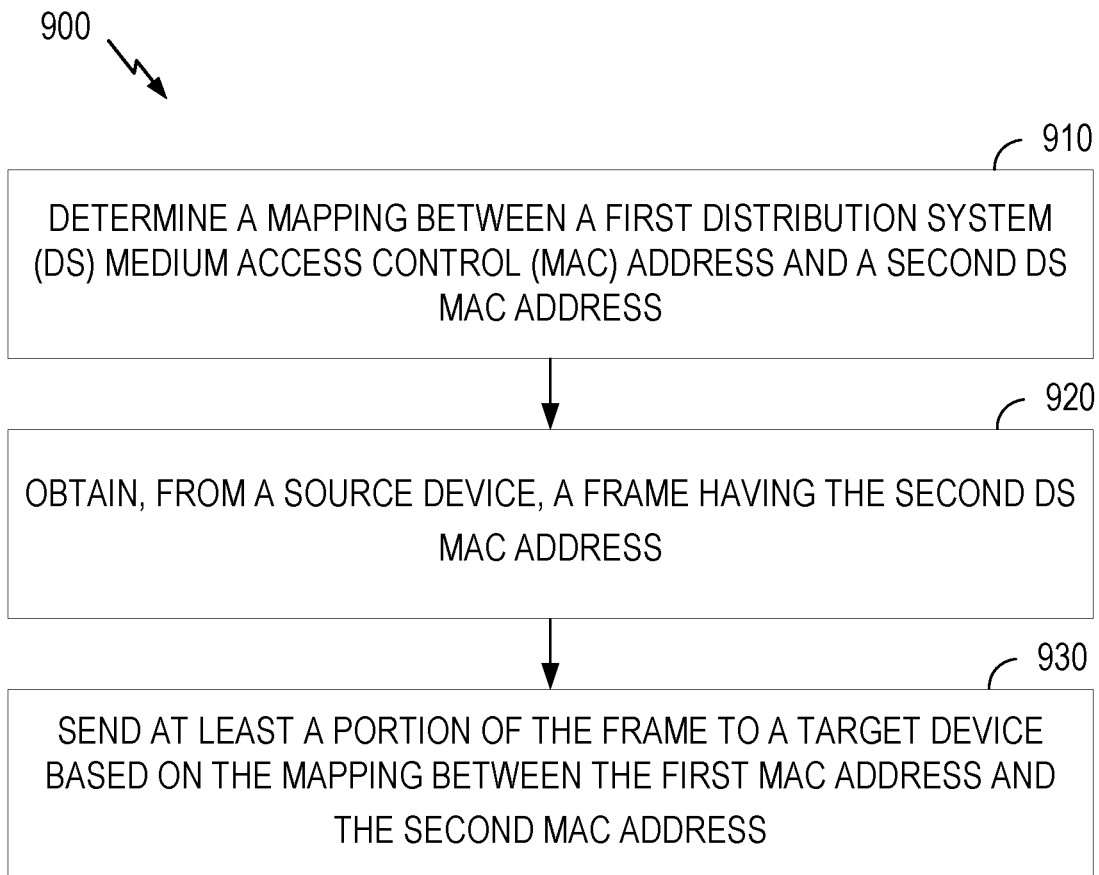 900
910
DETERMINE A MAPPING BETWEEN A FIRST DISTRIBUTION SYSTEM
(DS) MEDIUM ACCESS CONTROL (MAC) ADDRESS AND A SECOND DS
MAC ADDRESS
920
OBTAIN, FROM A SOURCE DEVICE, A FRAME HAVING THE SECOND DS
MAC ADDRESS
930
SEND AT LEAST A PORTION OF THE FRAME TO A TARGET DEVICE
BASED ON THE MAPPING BETWEEN THE FIRST MAC ADDRESS AND
THE SECOND MAC ADDRESS